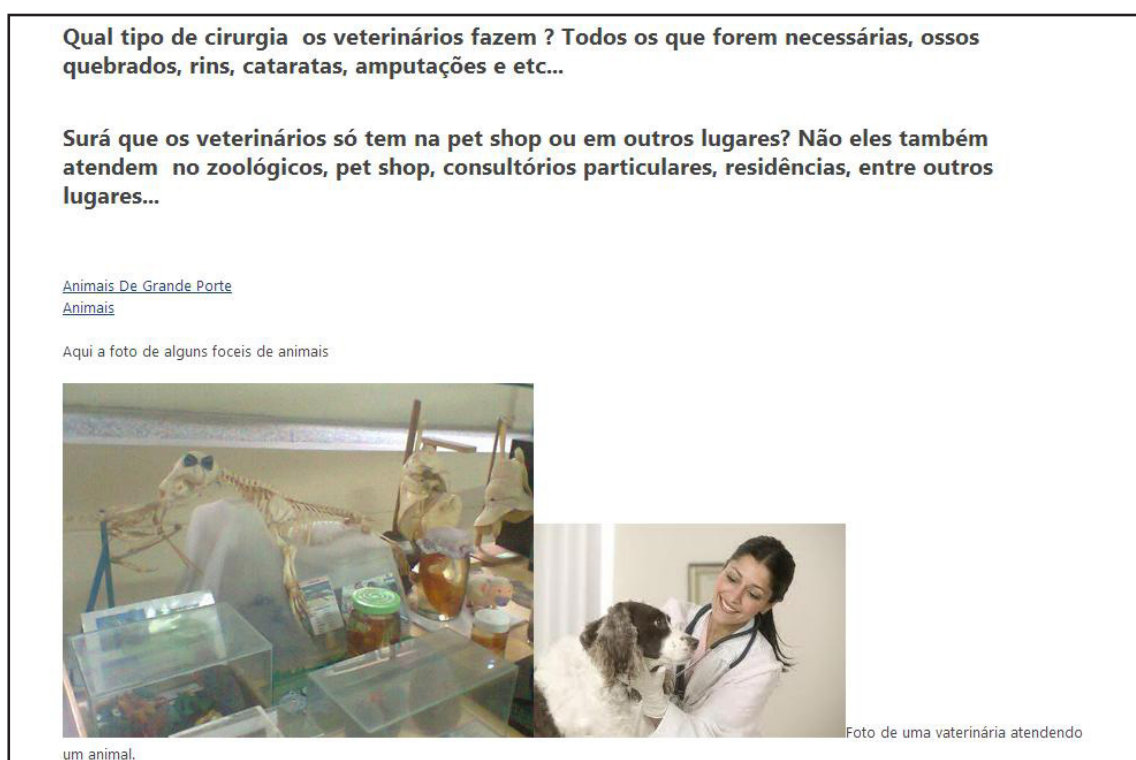 Qual tipo de cirurgia os veterinários fazem ? Todos os que forem necessárias, ossos
quebrados, rins, cataratas, amputações e etc...
Surá que os veterinários só tem na pet shop ou em outros lugares? Não eles também
atendem no zoológicos, pet shop, consultórios particulares, residências, entre outros
lugares...
Animais De Grande Porte
Animais
Aqui a foto de alguns foceis de animais
Foto de uma vaterinária atendendo
um animal.